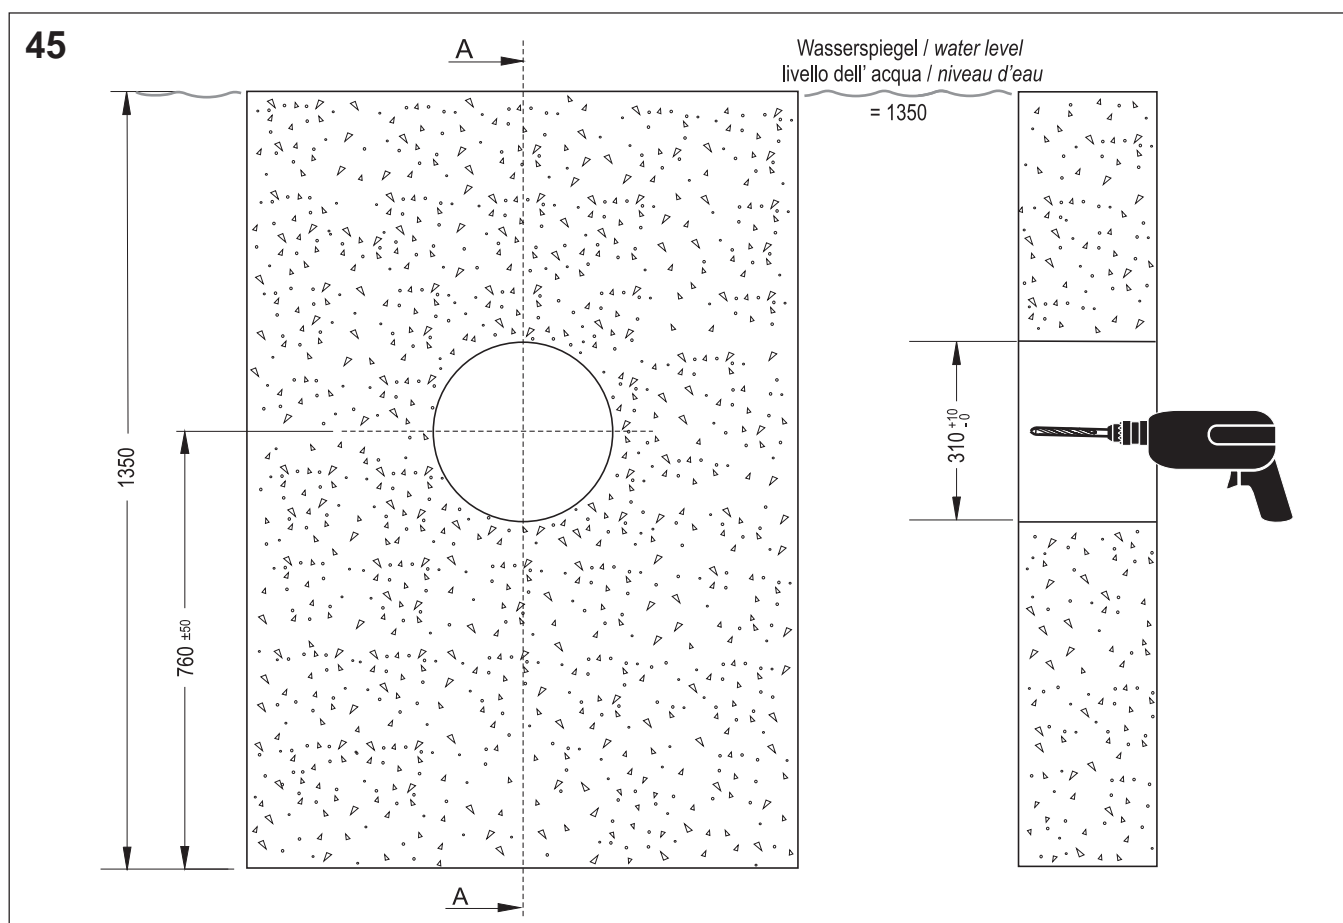 45
A
Wasserspiegel / water level
livello dell' acqua / niveau d'eau
= 1350
1350
760 ±50
310 +10 -0
A